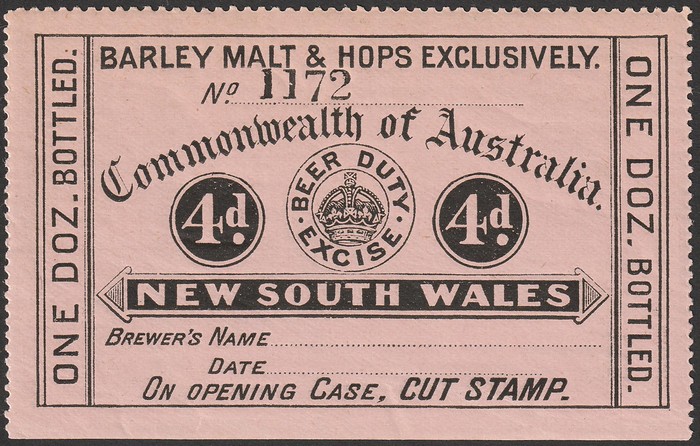 BARLEY MALT & HOPS EXCLUSIVELY.
No. 1172
Commonwealth of Australia.
4d.
BEER DUTY
EXCISE
4d.
NEW SOUTH WALES
BREWER'S NAME
DATE
ON OPENING CASE, CUT STAMP.
ONE DOZ. BOTTLED.
ONE DOZ. BOTTLED.